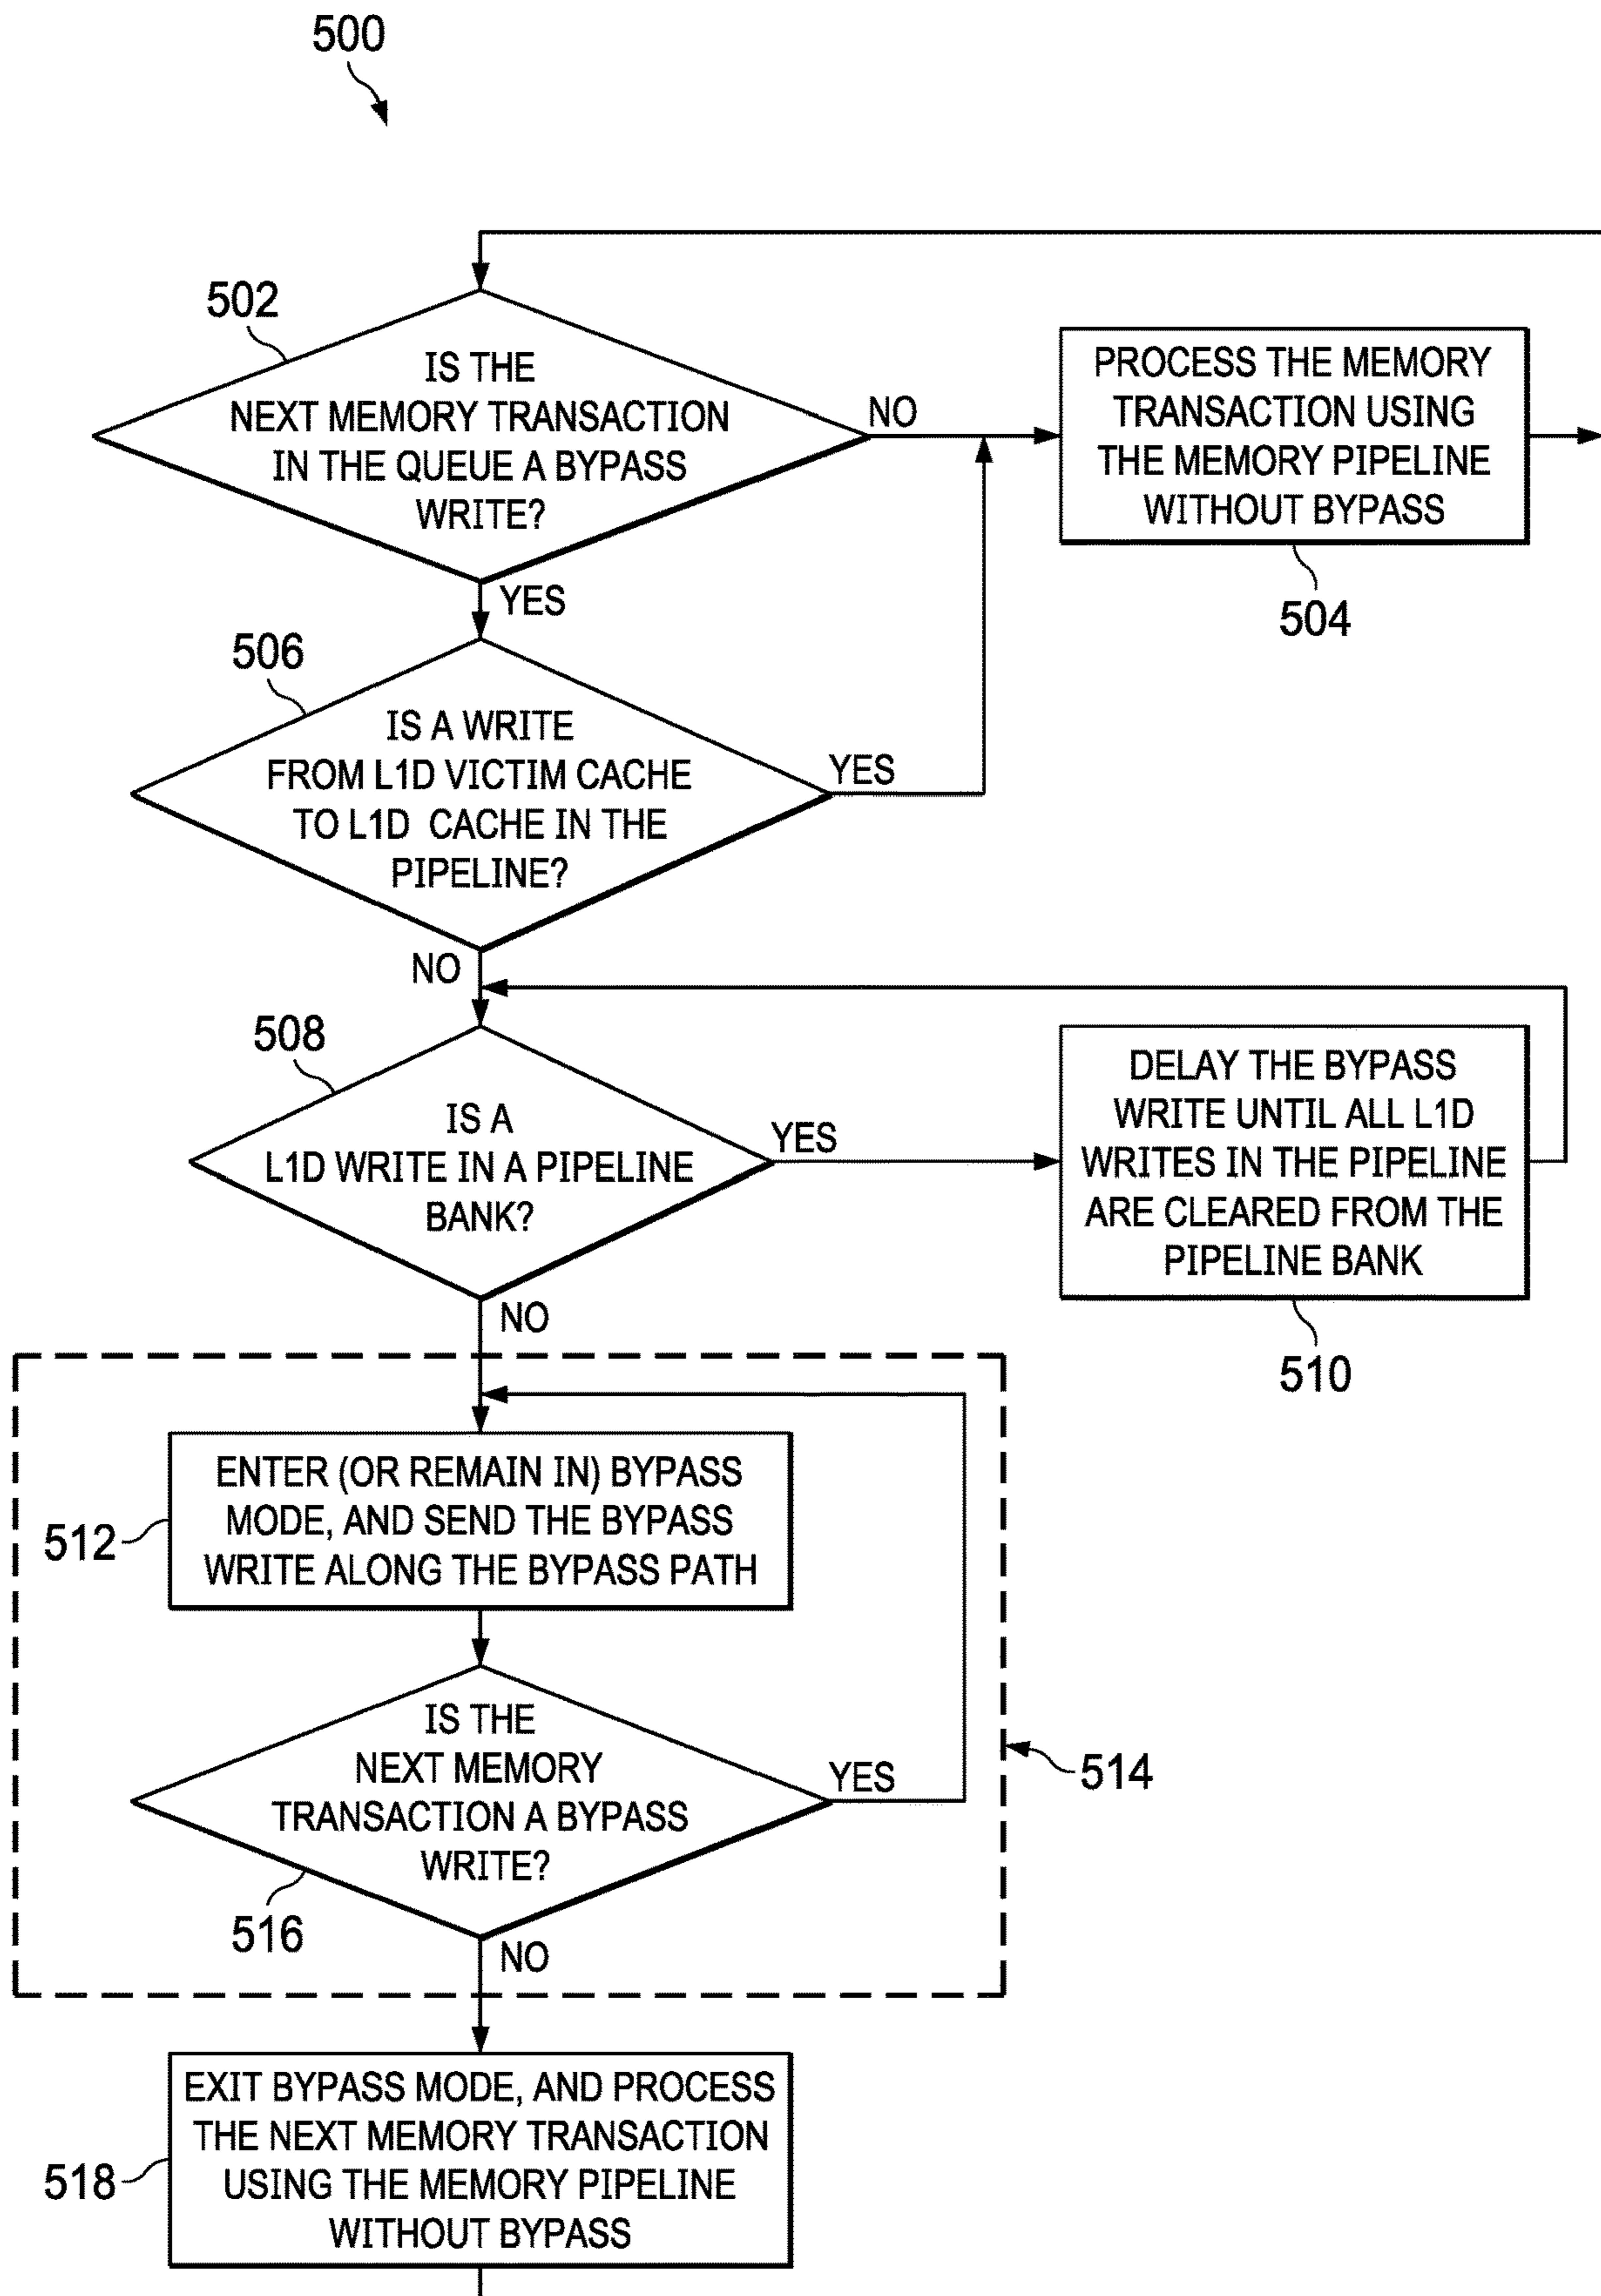 500
502
IS THE
NEXT MEMORY TRANSACTION
IN THE QUEUE A BYPASS
WRITE?
NO
PROCESS THE MEMORY
TRANSACTION USING
THE MEMORY PIPELINE
WITHOUT BYPASS
504
YES
506
IS A WRITE
FROM L1D VICTIM CACHE
TO L1D CACHE IN THE
PIPELINE?
YES
NO
508
IS A
L1D WRITE IN A PIPELINE
BANK?
YES
DELAY THE BYPASS
WRITE UNTIL ALL L1D
WRITES IN THE PIPELINE
ARE CLEARED FROM THE
PIPELINE BANK
510
NO
512
ENTER (OR REMAIN IN) BYPASS
MODE, AND SEND THE BYPASS
WRITE ALONG THE BYPASS PATH
514
IS THE
NEXT MEMORY
TRANSACTION A BYPASS
WRITE?
YES
516
NO
518
EXIT BYPASS MODE, AND PROCESS
THE NEXT MEMORY TRANSACTION
USING THE MEMORY PIPELINE
WITHOUT BYPASS